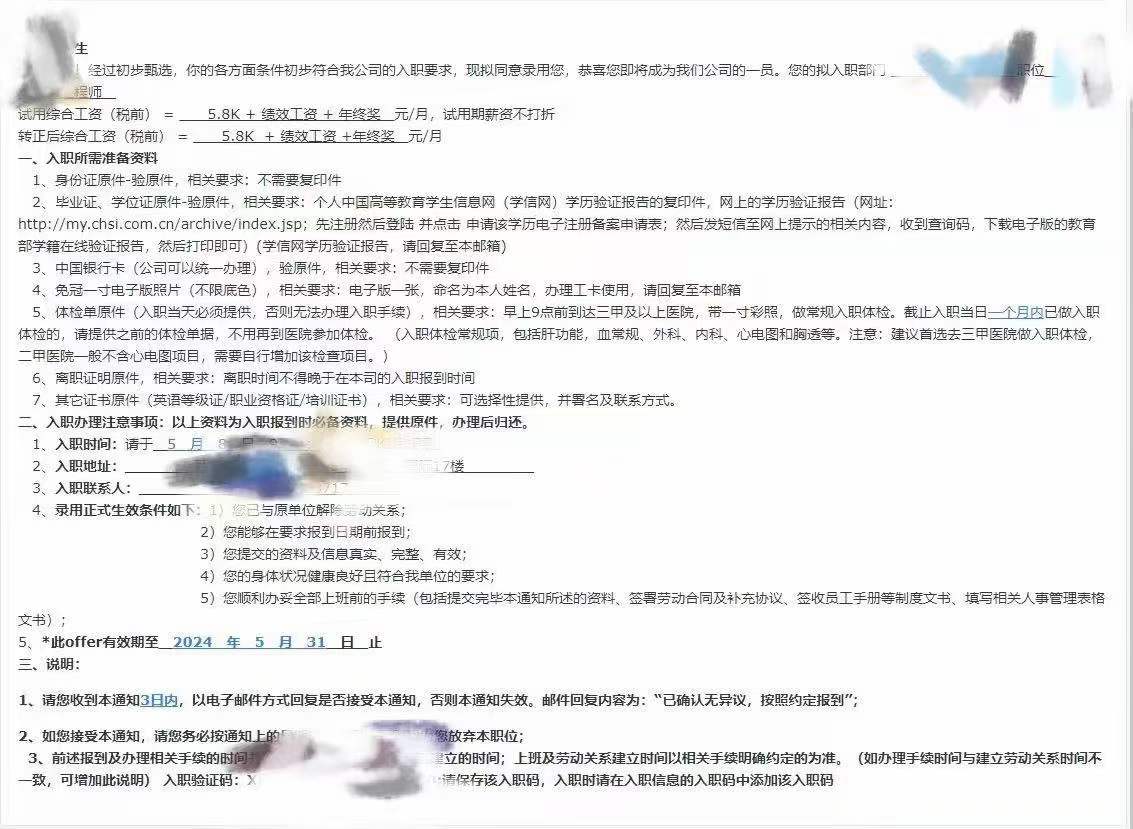 生
经过初步甄选，你的各方面条件初步符合我公司的入职要求，现拟同意录用您，恭喜您即将成为我们公司的一员。您的拟入职部门 职位
程师
试用综合工资（税前） = 5.8K + 绩效工资 + 年终奖 元/月，试用期薪资不打折
转正后综合工资（税前） = 5.8K + 绩效工资 +年终奖 元/月
一、入职所需准备资料
1、身份证原件-验原件，相关要求：不需要复印件
2、毕业证、学位证原件-验原件，相关要求：个人中国高等教育学生信息网（学信网）学历验证报告的复印件，网上的学历验证报告（网址：
http://my.chsi.com.cn/archive/index.jsp；先注册然后登陆 并点击 申请该学历电子注册备案申请表；然后发短信至网上提示的相关内容，收到查询码，下载电子版的教育
部学籍在线验证报告，然后打印即可）（学信网学历验证报告，请回复至本邮箱）
3、中国银行卡（公司可以统一办理），验原件，相关要求：不需要复印件
4、免冠一寸电子版照片（不限底色），相关要求：电子版一张，命名为本人姓名，办理工卡使用，请回复至本邮箱
5、体检单原件（入职当天必须提供，否则无法办理入职手续），相关要求：早上9点前到达三甲及以上医院，带一寸彩照，做常规入职体检。截止入职当日一个月内已做入职
体检的，请提供之前的体检单据，不用再到医院参加体检。 （入职体检常规项，包括肝功能，血常规、外科、内科、心电图和胸透等。注意：建议首选去三甲医院做入职体检，
二甲医院一般不含心电图项目，需要自行增加该检查项目。）
6、离职证明原件，相关要求：离职时间不得晚于在本司的入职报到时间
7、其它证书原件（英语等级证/职业资格证/培训证书），相关要求：可选择性提供，并署名及联系方式。
二、入职办理注意事项：以上资料为入职报到时必备资料，提供原件，办理后归还。
1、入职时间：请于 5 月 8 日
2、入职地址： 17楼
3、入职联系人：
4、录用正式生效条件如下：1）您已与原单位解除劳动关系；
2）您能够在要求报到日期前报到；
3）您提交的资料及信息真实、完整、有效；
4）您的身体状况健康良好且符合我单位的要求；
5）您顺利办妥全部上班前的手续（包括提交完毕本通知所述的资料、签署劳动合同及补充协议、签收员工手册等制度文书、填写相关人事管理表格
文书）；
5、*此offer有效期至 2024 年 5 月 31 日 止
三、说明：
1、请您收到本通知3日内，以电子邮件方式回复是否接受本通知，否则本通知失效。邮件回复内容为：“已确认无异议，按照约定报到”；
2、如您接受本通知，请您务必按通知上的 您放弃本职位；
3、前述报到及办理相关手续的时间 建立的时间；上班及劳动关系建立时间以相关手续明确约定的为准。（如办理手续时间与建立劳动关系时间不
一致，可增加此说明） 入职验证码： 请保存该入职码，入职时请在入职信息的入职码中添加该入职码